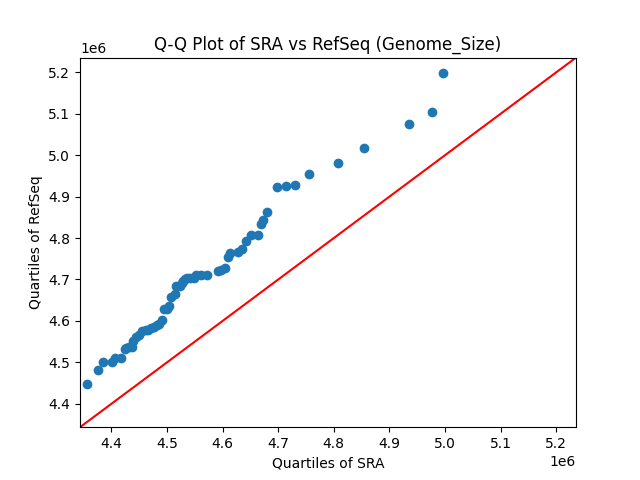 Q-Q Plot of SRA vs RefSeq (Genome_Size)
1e6
5.2
5.1
5.0
4.9
4.8
4.7
4.6
4.5
4.4
Quartiles of RefSeq
4.4 4.5 4.6 4.7 4.8 4.9 5.0 5.1 5.2
Quartiles of SRA
1e6